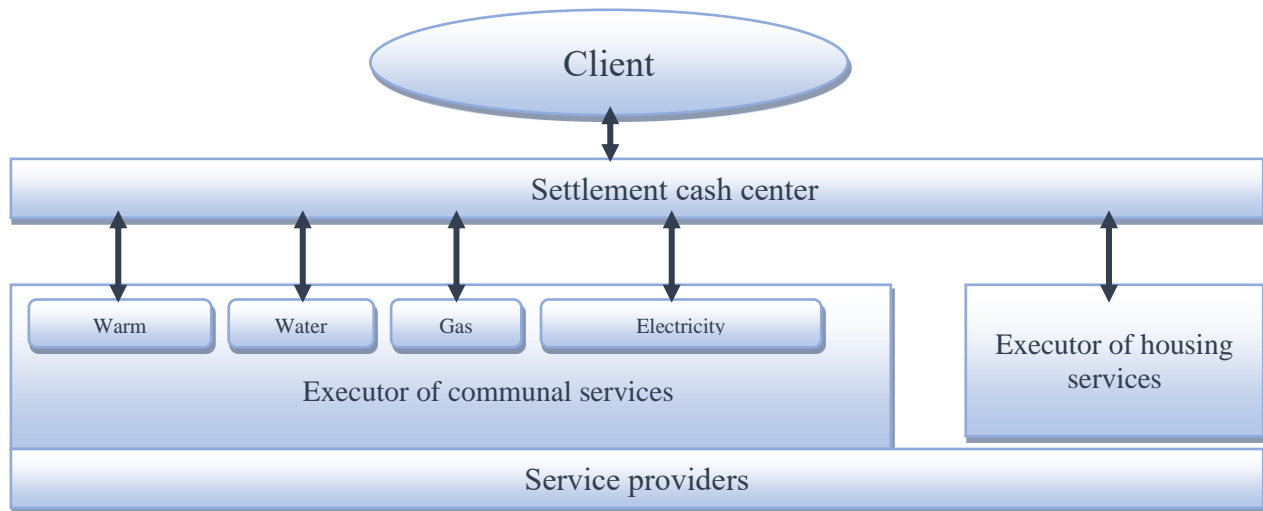 Client
Settlement cash center
Warm
Water
Gas
Electricity
Executor of communal services
Executor of housing
services
Service providers